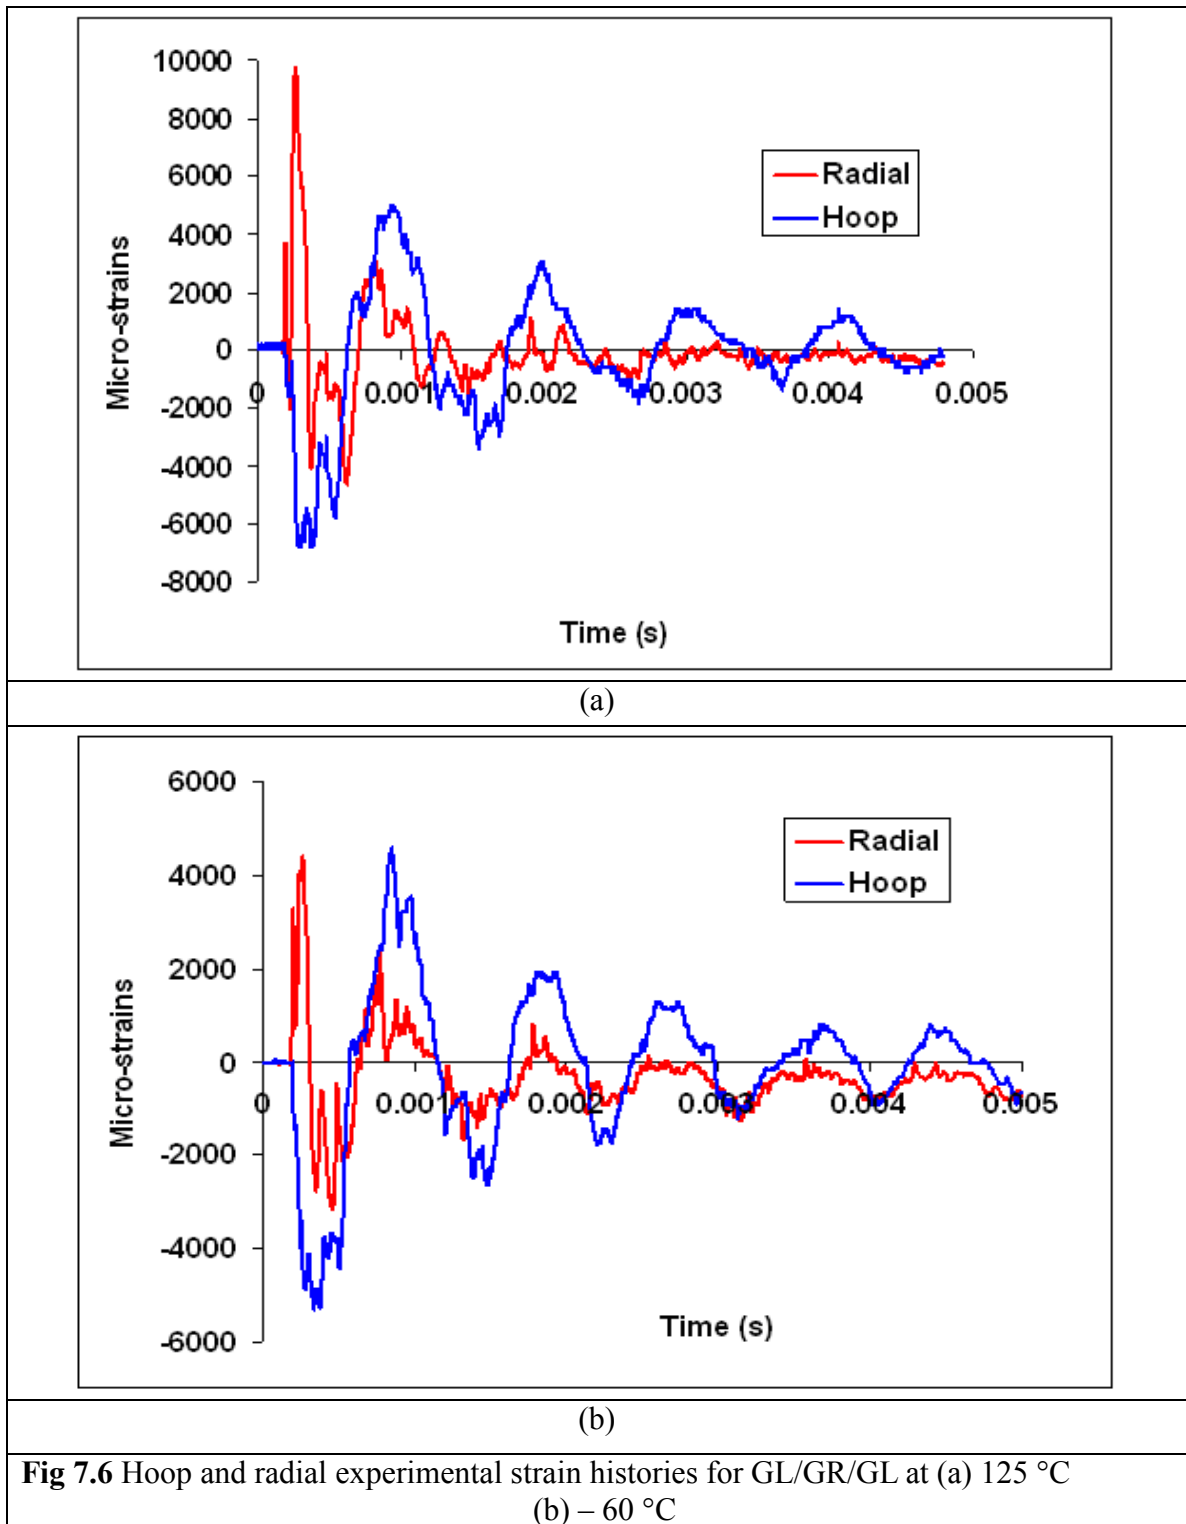 10000
8000
6000
4000
2000
0
-2000
-4000
-6000
-8000
Micro-strains
Radial
Hoop
0 0.001 0.002 0.003 0.004 0.005
Time (s)
(a)
6000
4000
2000
0
-2000
-4000
-6000
Micro-strains
Radial
Hoop
0 0.001 0.002 0.003 0.004 0.005
Time (s)
(b)
Fig 7.6 Hoop and radial experimental strain histories for GL/GR/GL at (a) 125 °C
(b) – 60 °C